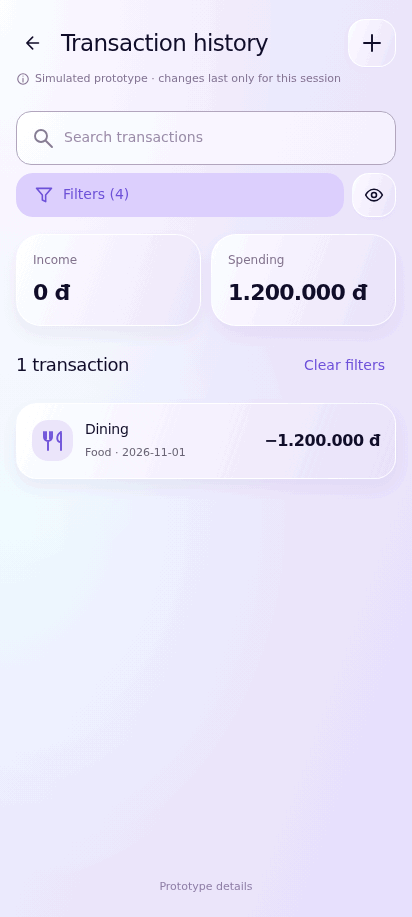 Transaction history
Simulated prototype · changes last only for this session
Search transactions
Filters (4)
Income
0 đ
Spending
1.200.000 đ
1 transaction
Clear filters
Dining
Food · 2026-11-01
−1.200.000 đ
Prototype details